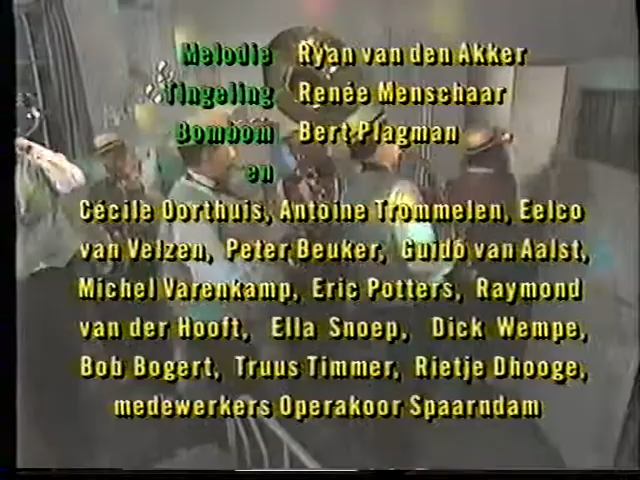 Melodie Ryan van den Akker
Tingeling Renée Menschaar
Bombom Bert Plagman
en
Cécile Oorthuis, Antoine Trommelen, Eelco
van Velzen, Peter Beuker, Guido van Aalst,
Michel Varenkamp, Eric Potters, Raymond
van der Hooft, Ella Snoep, Dick Wempe,
Bob Bogert, Truus Timmer, Rietje Dhooge,
medewerkers Operakoor Spaarndam